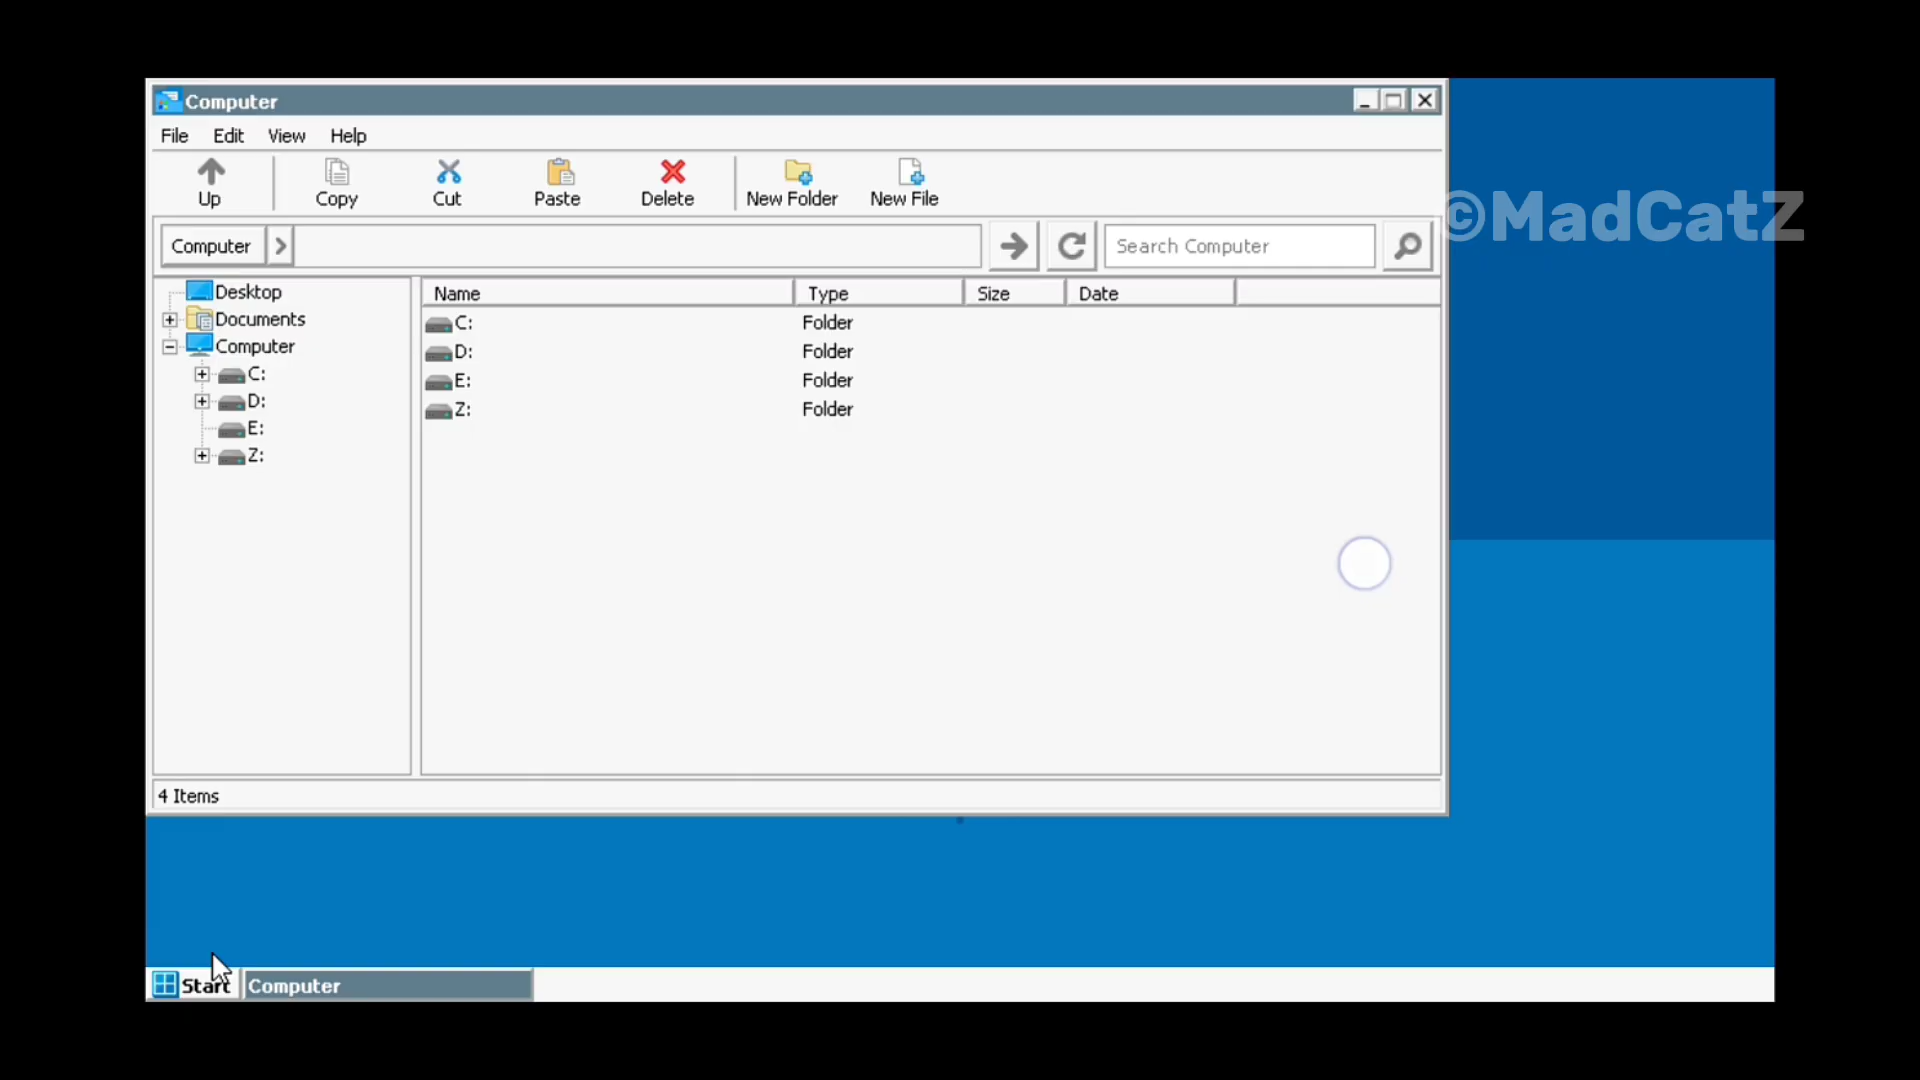 Computer
File Edit View Help
Up Copy Cut Paste Delete New Folder New File
©MadCatZ
Computer Search Computer
Desktop
Documents
Computer
C:
D:
E:
Z:
Name Type Size Date
C: Folder
D: Folder
E: Folder
Z: Folder
4 Items
Start Computer